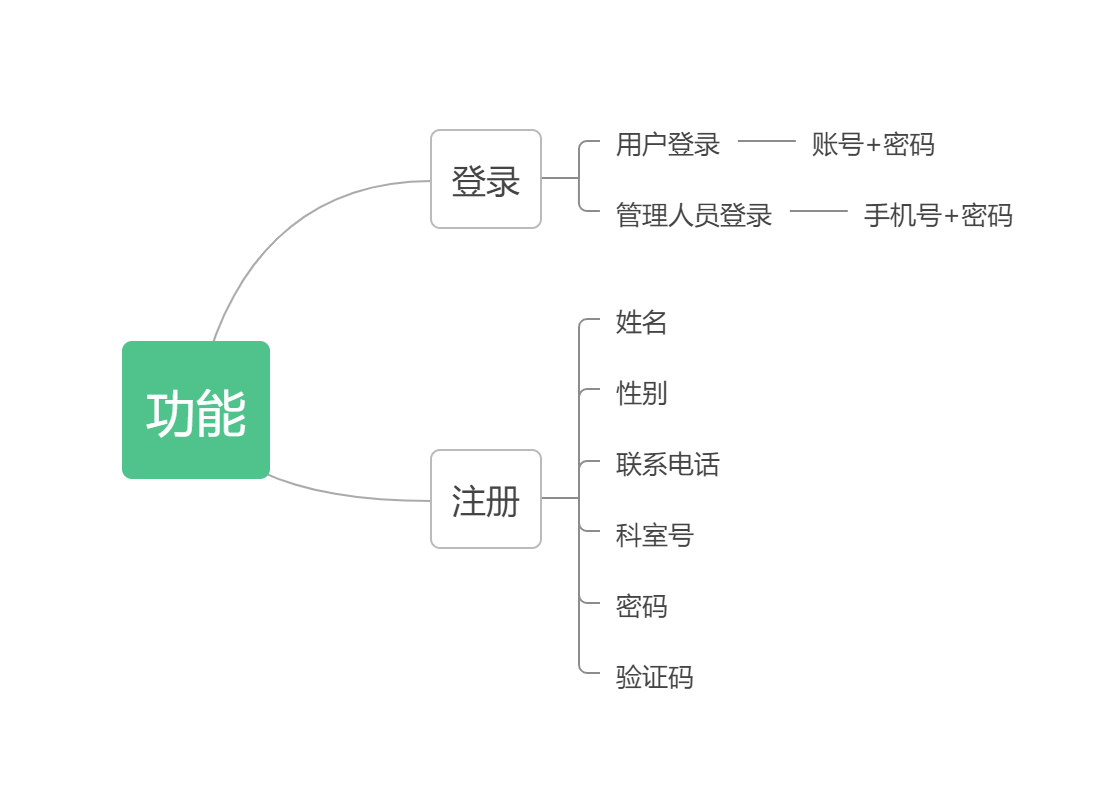 功能
登录
用户登录
账号+密码
管理人员登录
手机号+密码
注册
姓名
性别
联系电话
科室号
密码
验证码